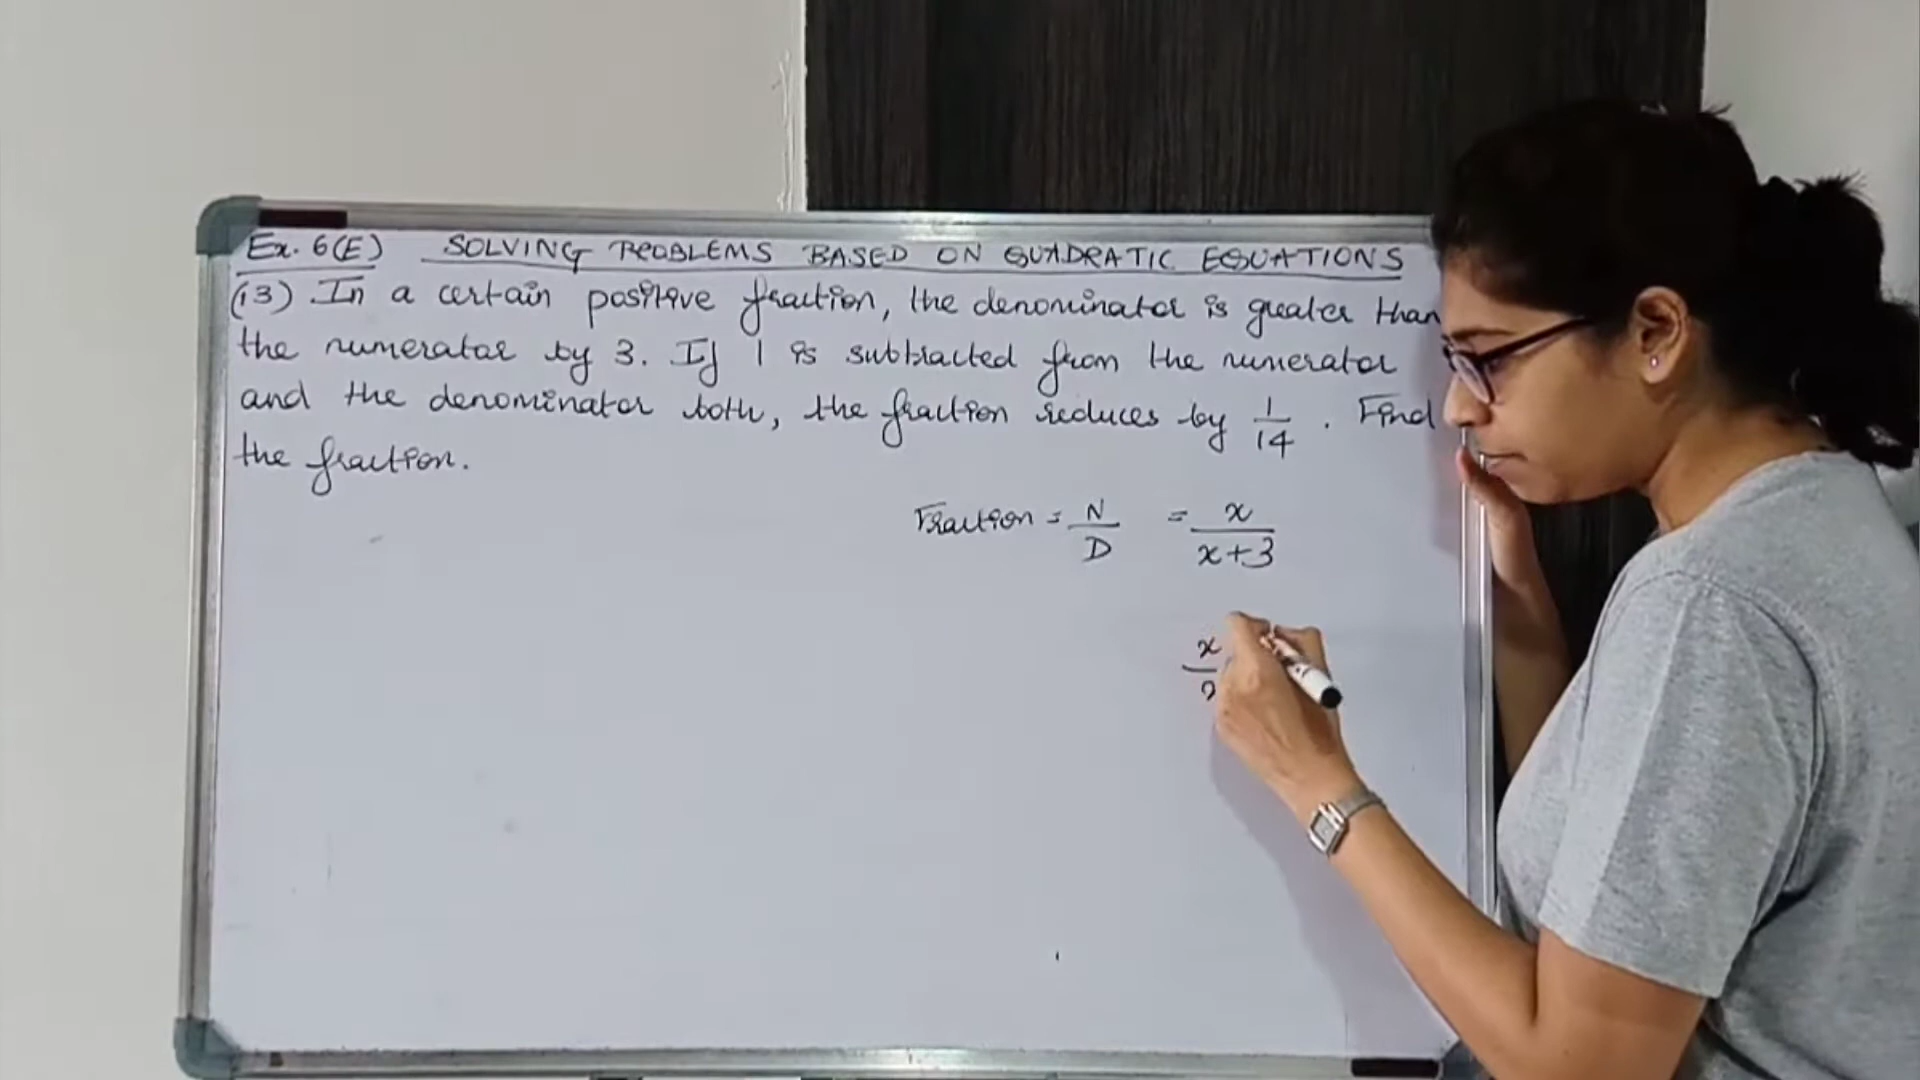 Ex. 6(E) SOLVING PROBLEMS BASED ON QUADRATIC EQUATIONS
(13) In a certain positive fraction, the denominator is greater than
the numerator by 3. If 1 is subtracted from the numerator
and the denominator both, the fraction reduces by 1/14. Find
the fraction.
Fraction = N/D = x/x+3
x